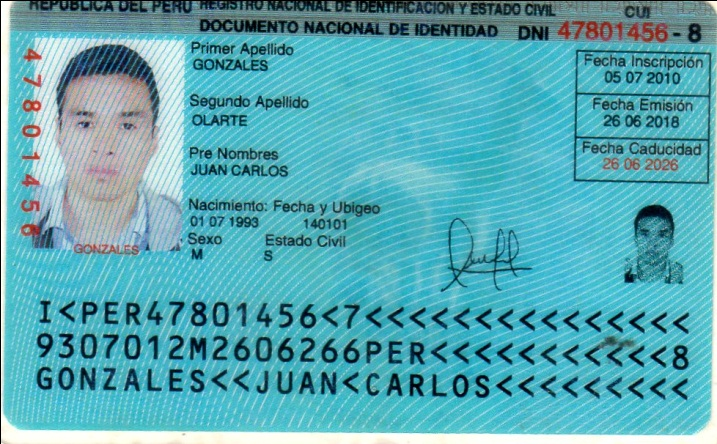 REPUBLICA DEL PERU REGISTRO NACIONAL DE IDENTIFICACION Y ESTADO CIVIL
CUI
DOCUMENTO NACIONAL DE IDENTIDAD DNI 47801456 - 8
Primer Apellido
GONZALES
Segundo Apellido
OLARTE
Pre Nombres
JUAN CARLOS
Nacimiento: Fecha y Ubigeo
01 07 1993 140101
Sexo Estado Civil
M S
Fecha Inscripción
05 07 2010
Fecha Emisión
26 06 2018
Fecha Caducidad
26 06 2026
47801456
GONZALES
I<PER47801456<7<<<<<<<<<<<<<<<
9307012M2606266PER<<<<<<<<<<<8
GONZALES<<JUAN<CARLOS<<<<<<<<<